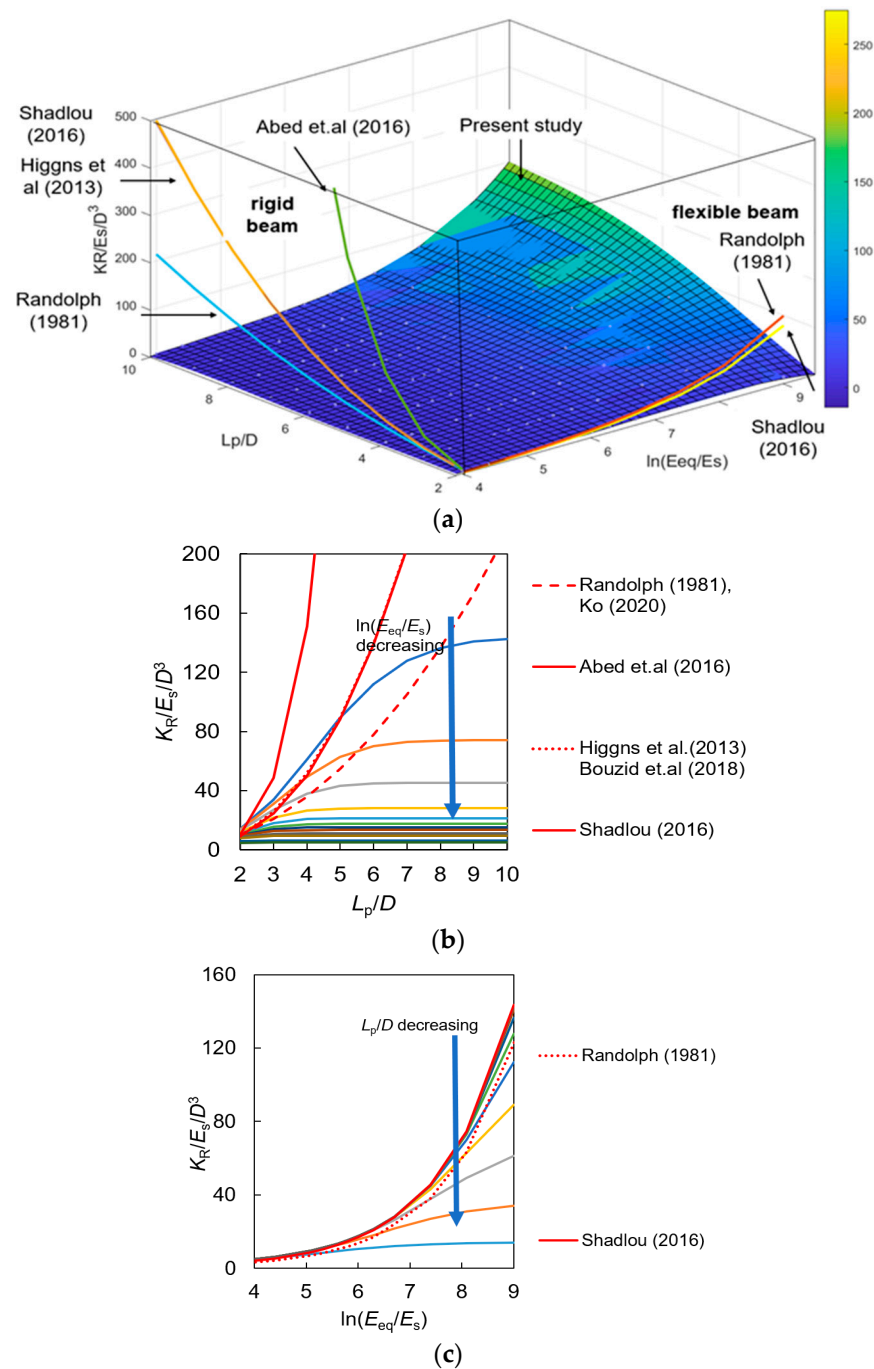 Shadlou
(2016)
Higgns et
al (2013)
Randolph
(1981)
Abed et.al (2016)
rigid
beam
Present study
flexible beam
Randolph
(1981)
Shadlou
(2016)
KR/Es/D³
500
400
300
200
100
0
10
8
6
4
2
Lp/D
4
5
6
7
8
9
ln(Eeq/Es)
250
200
150
100
50
0
(a)
200
160
120
80
40
0
K_R/E_s/D³
ln(E_eq/E_s)
decreasing
2 3 4 5 6 7 8 9 10
L_p/D
Randolph (1981),
Ko (2020)
Abed et.al (2016)
Higgns et al.(2013)
Bouzid et.al (2018)
Shadlou (2016)
(b)
160
120
80
40
0
K_R/E_s/D³
L_p/D decreasing
4 5 6 7 8 9
ln(E_eq/E_s)
Randolph (1981)
Shadlou (2016)
(c)